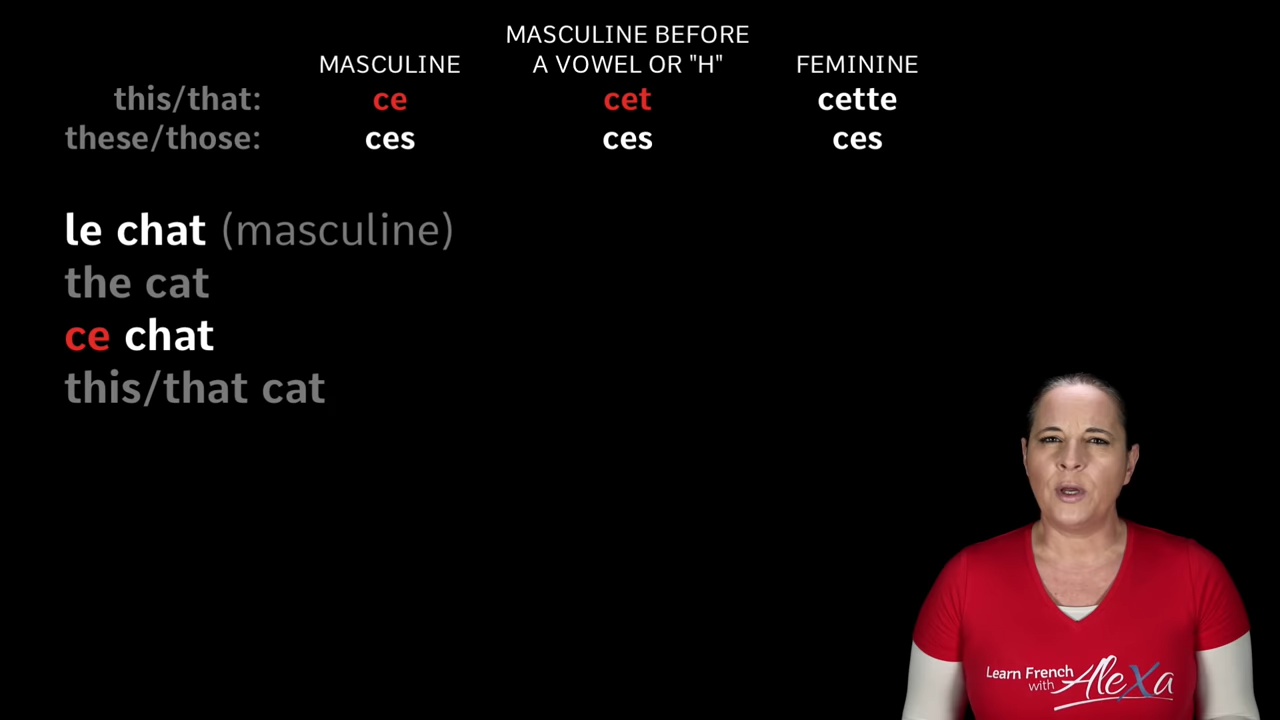 MASCULINE BEFORE
MASCULINE A VOWEL OR "H" FEMININE
this/that: ce cet cette
these/those: ces ces ces
le chat (masculine)
the cat
ce chat
this/that cat
Learn French
with Alexa